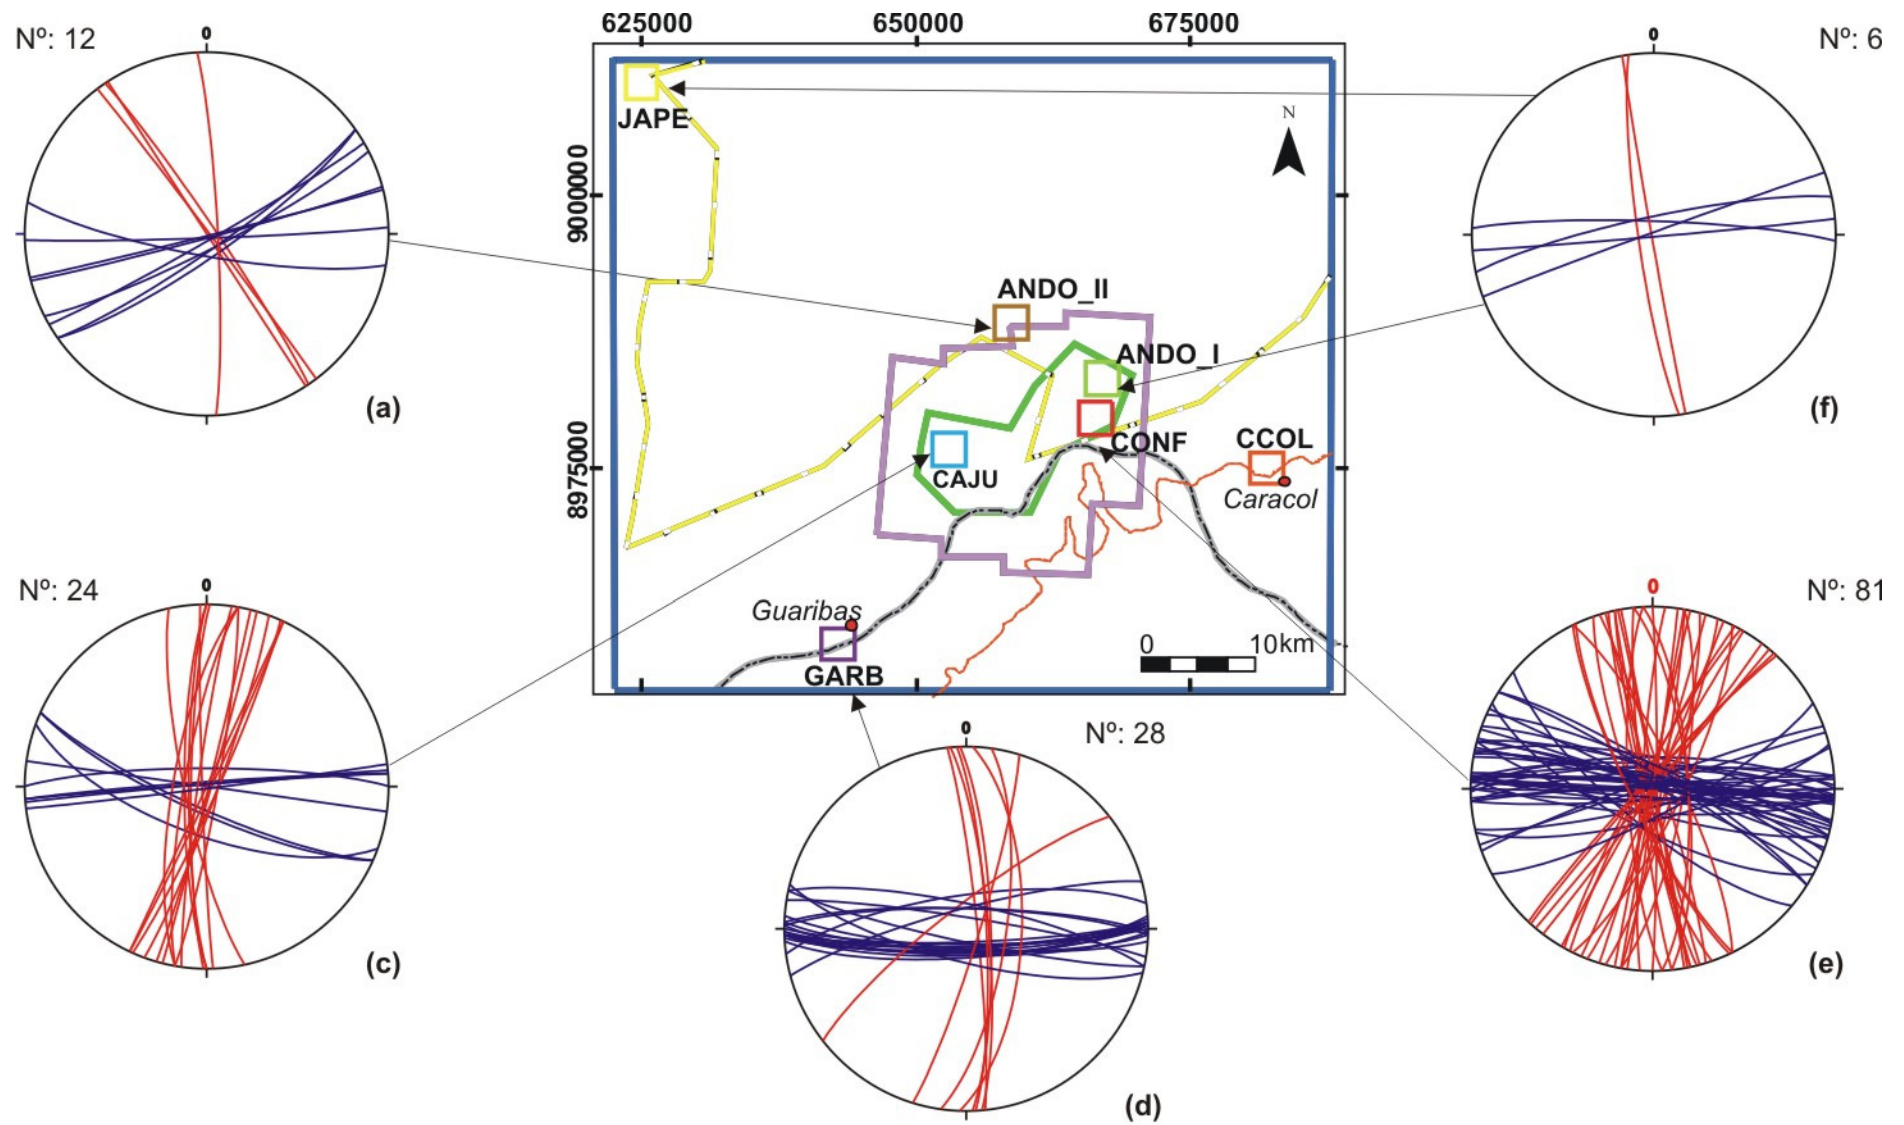 625000 650000 675000
Nº: 12
0
0
Nº: 6
JAPE
N
9000000
ANDO_II
ANDO_I
(a)
(f)
CONF
CCOL
8975000
CAJU
Caracol
Nº: 24
0
0
Nº: 81
Guaribas
0 10km
GARB
0
Nº: 28
(c)
(e)
(d)